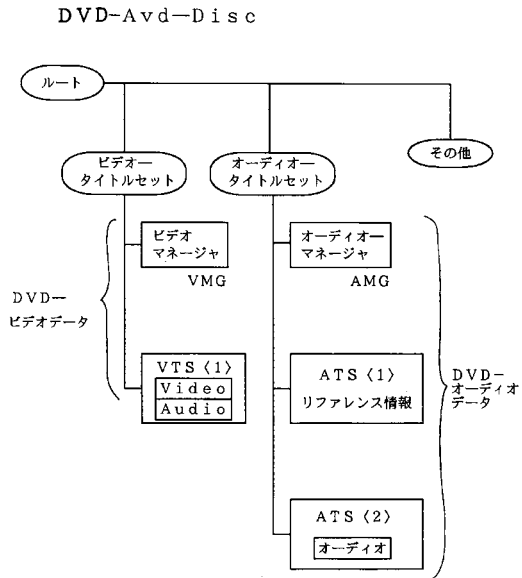 DVD-Avd-Disc
ルート
その他
ビデオー
タイトルセット
オーディオー
タイトルセット
ビデオ
マネージャ
VMG
オーディオー
マネージャ
AMG
DVD-
ビデオデータ
VTS〈1〉
Video
Audio
ATS〈1〉
リファレンス情報
DVD-
オーディオ
データ
ATS〈2〉
オーディオ